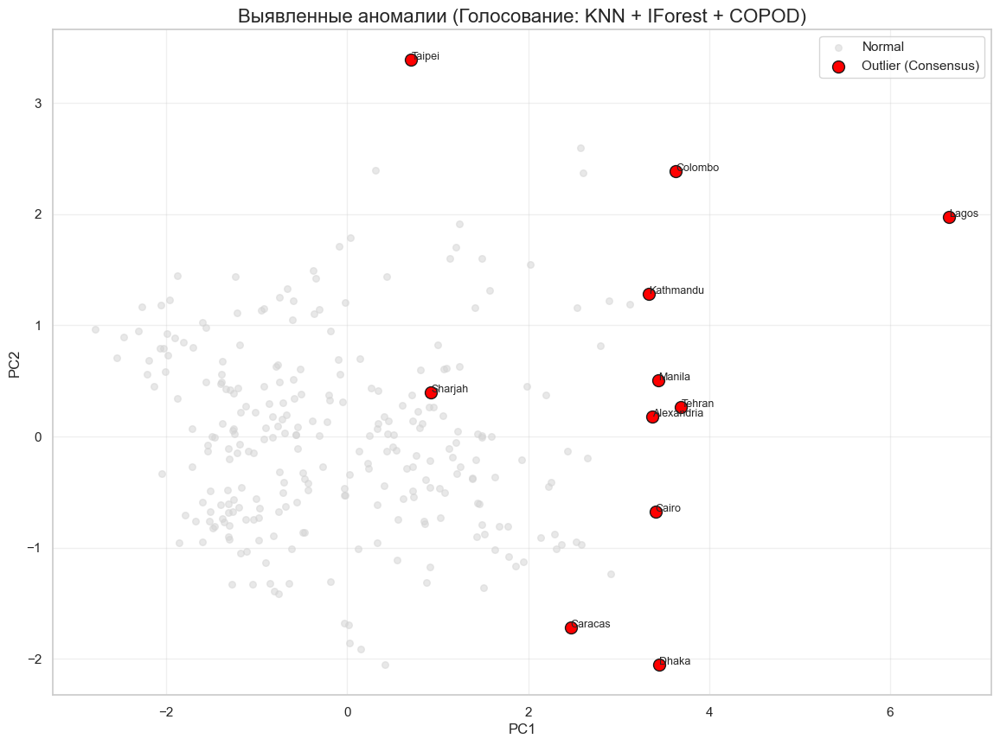 Выявленные аномалии (Голосование: KNN + IForest + COPOD)
Normal
Outlier (Consensus)
Taipei
Colombo
Lagos
Kathmandu
Manila
Sharjah
Tehran
Alexandria
Cairo
Caracas
Dhaka
PC2
3
2
1
0
−1
−2
−2
0
2
4
6
PC1